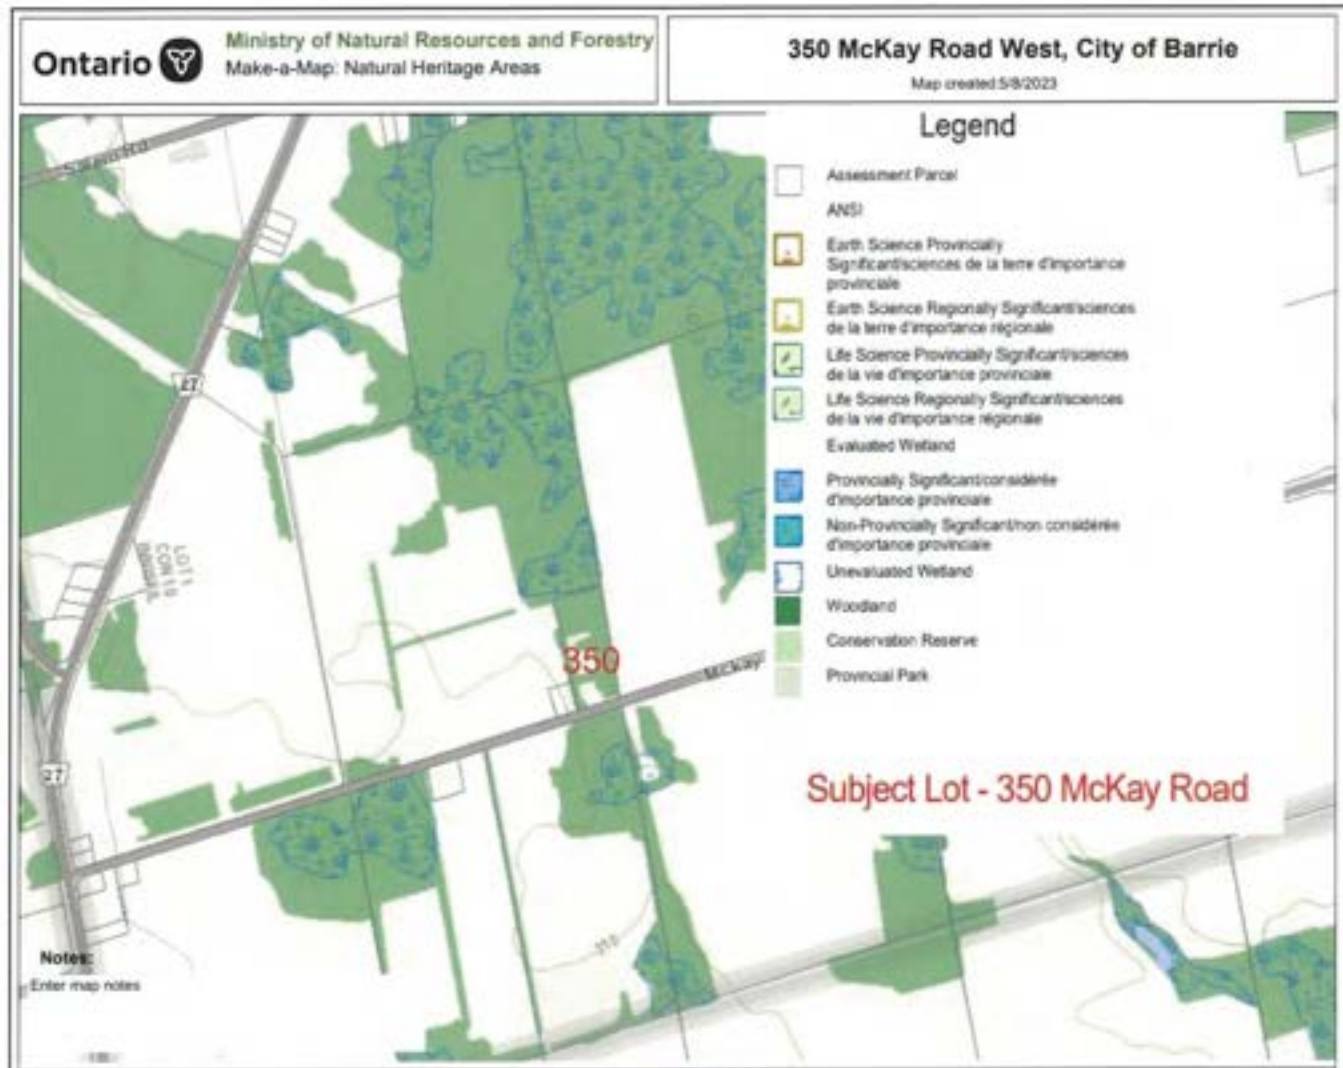 Ontario
Ministry of Natural Resources and Forestry
Make-a-Map: Natural Heritage Areas
350 McKay Road West, City of Barrie
Map created:5/8/2023
Legend
Assessment Parcel
ANSI
Earth Science Provincially
Significant/sciences de la terre d'importance
provinciale
Earth Science Regionally Significant/sciences
de la terre d'importance régionale
Life Science Provincially Significant/sciences
de la vie d'importance provinciale
Life Science Regionally Significant/sciences
de la vie d'importance régionale
Evaluated Wetland
Provincially Significant/considérée
d'importance provinciale
Non-Provincially Significant/non considérée
d'importance provinciale
Unevaluated Wetland
Woodland
Conservation Reserve
Provincial Park
Rd
27
LOT 1
CON 10
350
McKay
27
Subject Lot - 350 McKay Road
Notes:
Enter map notes